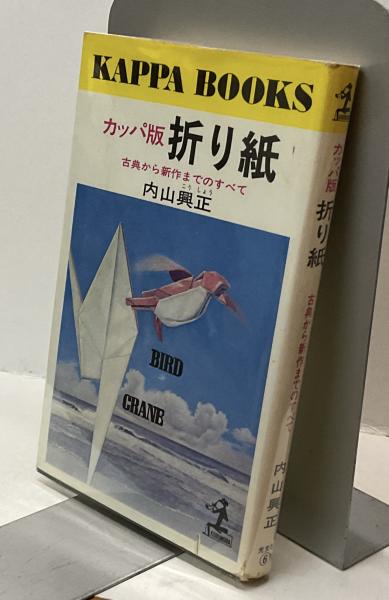 KAPPA BOOKS
カッパ版 折り紙
古典から新作までのすべて
こうしょう
内山興正
BIRD
CRANE
カッパ版 折り紙
古典から新作までのすべて
内山興正